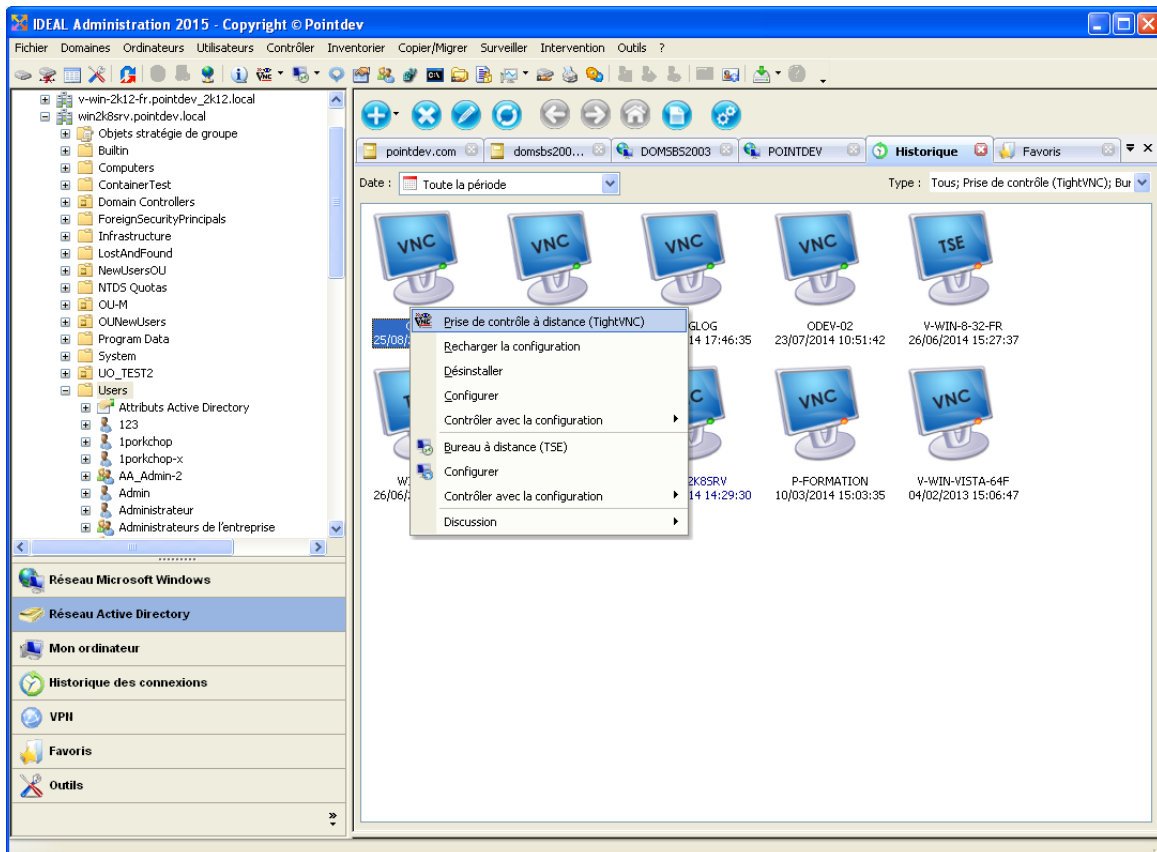 IDEAL Administration 2015 - Copyright © Pointdev
Fichier Domaines Ordinateurs Utilisateurs Contrôler Inventorier Copier/Migrer Surveiller Intervention Outils ?
v-win-2k12-fr.pointdev_2k12.local
win2k8srv.pointdev.local
Objets stratégie de groupe
Builtin
Computers
ContainerTest
Domain Controllers
ForeignSecurityPrincipals
Infrastructure
LostAndFound
NewUsersOU
NTDS Quotas
OU-M
OUNewUsers
Program Data
System
UO_TEST2
Users
Attributs Active Directory
123
1porkchop
1porkchop-x
AA_Admin-2
Admin
Administrateur
Administrateurs de l'entreprise
Réseau Microsoft Windows
Réseau Active Directory
Mon ordinateur
Historique des connexions
VPN
Favoris
Outils
pointdev.com domsbs200... DOMSBS2003 POINTDEV Historique Favoris
Date : Toute la période Type : Tous; Prise de contrôle (TightVNC); Bur
VNC VNC VNC VNC TSE
GLOG ODEV-02 V-WIN-8-32-FR
25/08/ 14 17:46:35 23/07/2014 10:51:42 26/06/2014 15:27:37
VNC VNC
2K8SRV P-FORMATION V-WIN-VISTA-64F
26/06/ 14 14:29:30 10/03/2014 15:03:35 04/02/2013 15:06:47
Prise de contrôle à distance (TightVNC)
Recharger la configuration
Désinstaller
Configurer
Contrôler avec la configuration
Bureau à distance (TSE)
Configurer
Contrôler avec la configuration
Discussion